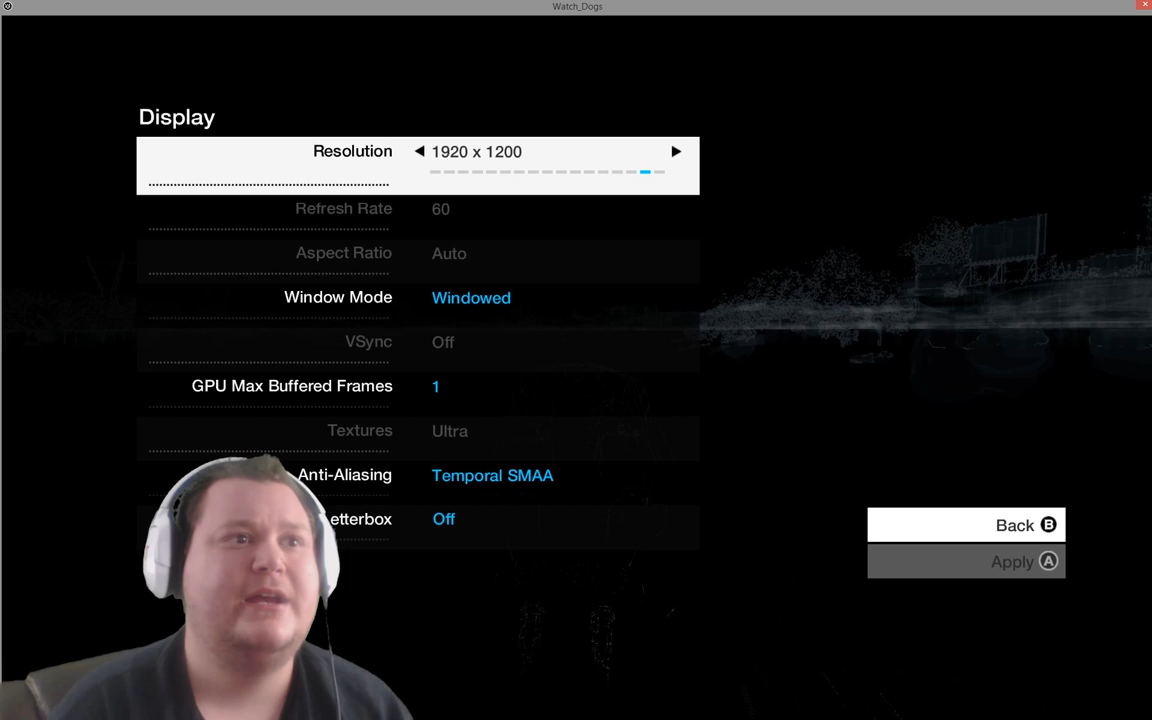 Watch_Dogs
Display
Resolution 1920 x 1200
Refresh Rate 60
Aspect Ratio Auto
Window Mode Windowed
VSync Off
GPU Max Buffered Frames 1
Textures Ultra
Anti-Aliasing Temporal SMAA
etterbox Off
Back B
Apply A